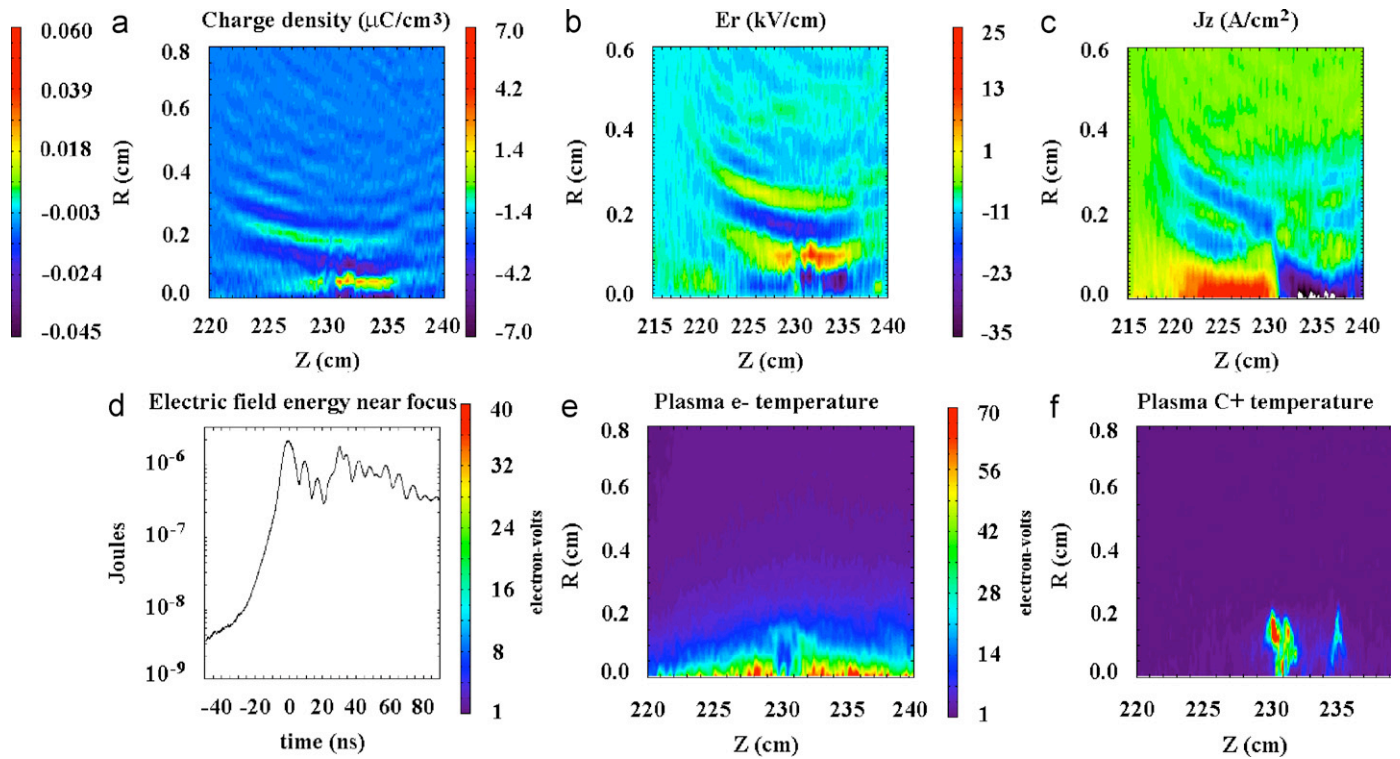 a Charge density (µC/cm³) b Er (kV/cm) c Jz (A/cm²)
0.060 0.8 7.0 0.6 25 0.6
0.039 0.6 4.2 13
R (cm) 0.4 R (cm) 0.4 R (cm)
0.018 0.4 1.4 1
-0.003 -1.4 0.2 -11 0.2
-0.024 0.2 -4.2 -23
-0.045 0.0 -7.0 0.0 -35 0.0
220 225 230 235 240 215 220 225 230 235 240 215 220 225 230 235 240
Z (cm) Z (cm) Z (cm)
d Electric field energy near focus e Plasma e- temperature f Plasma C+ temperature
40 0.8 70 0.8
10⁻⁶ 32 0.6 56 0.6
Joules 10⁻⁷ 24 electron-volts R (cm) 0.4 42 electron-volts R (cm) 0.4
16 28
10⁻⁸ 8 0.2 14 0.2
10⁻⁹ 1 0.0 1 0.0
-40 -20 0 20 40 60 80 220 225 230 235 240 220 225 230 235
time (ns) Z (cm) Z (cm)